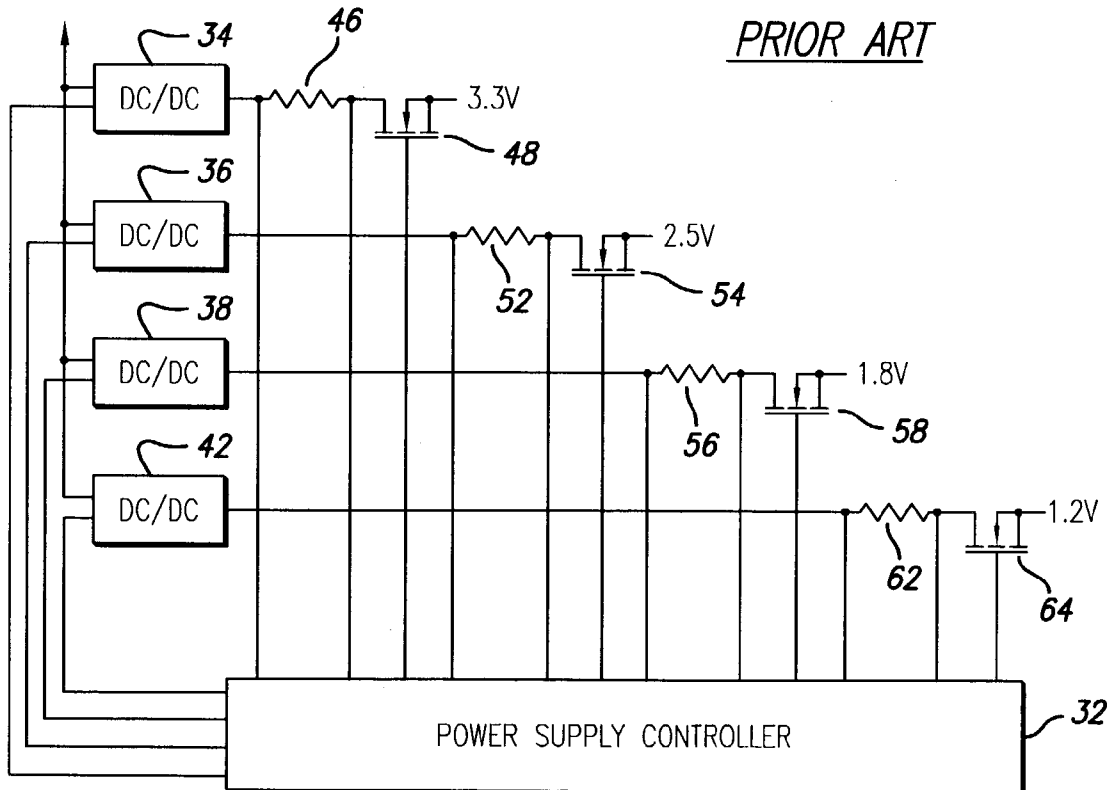 PRIOR ART
34
DC/DC
46
3.3V
48
36
DC/DC
52
2.5V
54
38
DC/DC
56
1.8V
58
42
DC/DC
62
1.2V
64
POWER SUPPLY CONTROLLER
32